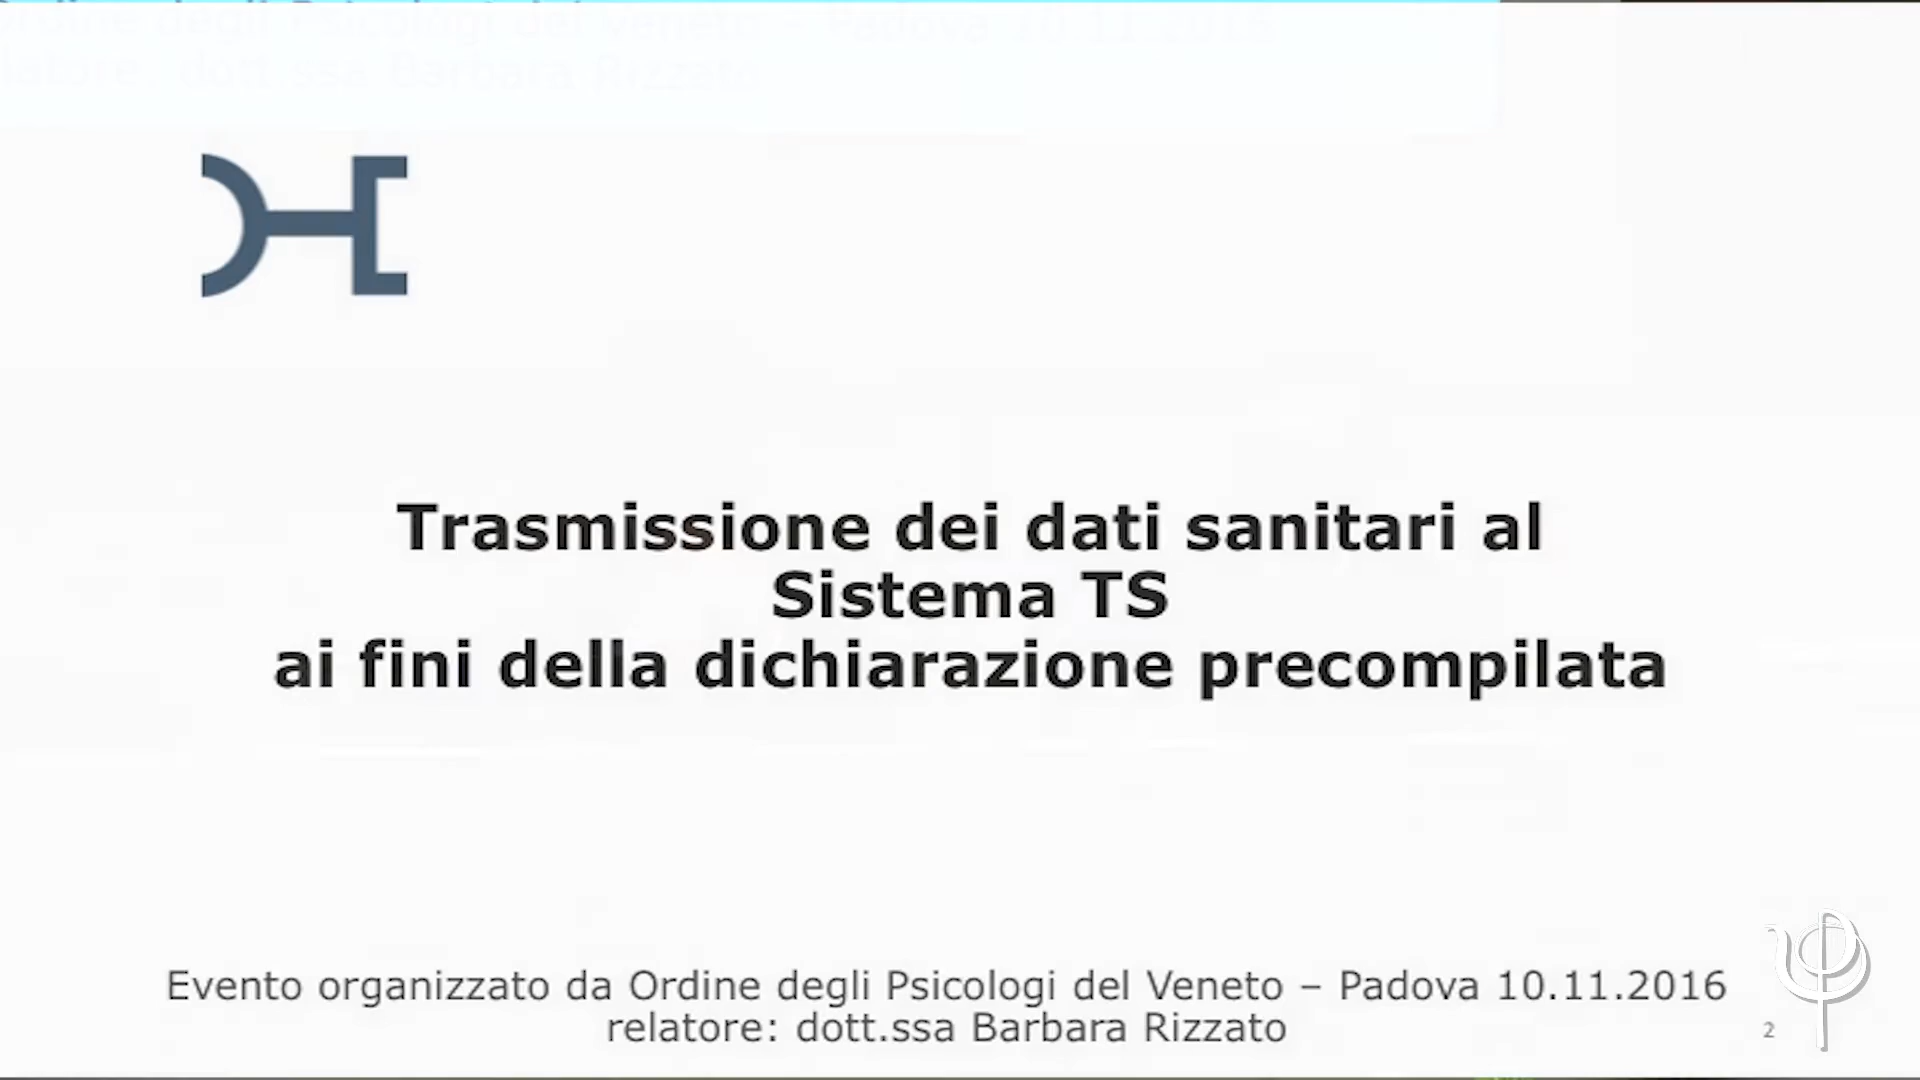 Trasmissione dei dati sanitari al
Sistema TS
ai fini della dichiarazione precompilata
Evento organizzato da Ordine degli Psicologi del Veneto – Padova 10.11.2016
relatore: dott.ssa Barbara Rizzato
2